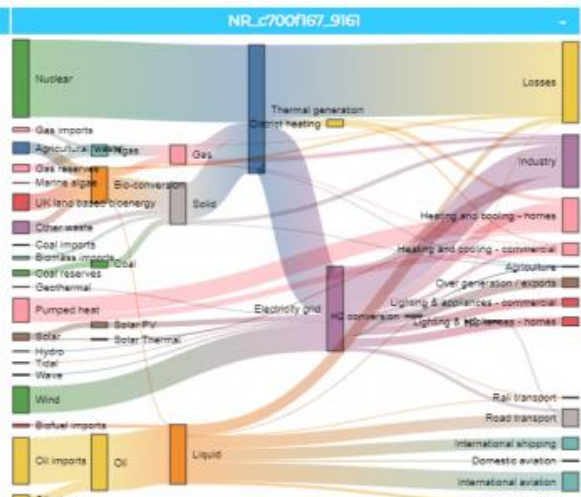 NR_c700f167_9161 -
Nuclear
Losses
Thermal generation
District heating
Gas imports
Agricultural waste
Ngas
Gas
Industry
Gas reserves
Bio-conversion
Marine algae
UK land based bioenergy
Solid
Heating and cooling - homes
Other waste
Coal imports
Heating and cooling - commercial
Biomass imports
Coal
Agriculture
Coal reserves
Over generation / exports
Geothermal
Lighting & appliances - commercial
Pumped heat
Electricity grid
H2 conversion
Lighting & appliances - homes
H2
Solar PV
Solar
Solar Thermal
Hydro
Tidal
Wave
Rail transport
Wind
Road transport
Biofuel imports
International shipping
Oil imports
Oil
Liquid
Domestic aviation
International aviation